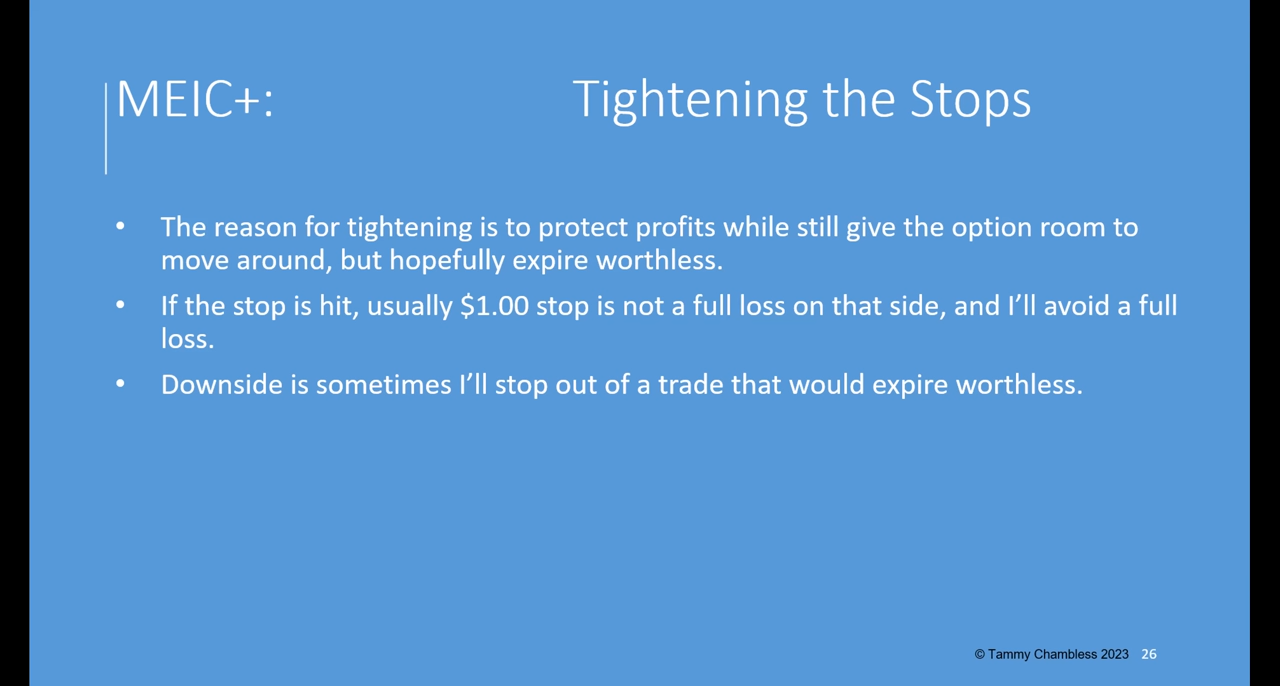 MEIC+: Tightening the Stops
• The reason for tightening is to protect profits while still give the option room to
move around, but hopefully expire worthless.
• If the stop is hit, usually $1.00 stop is not a full loss on that side, and I’ll avoid a full
loss.
• Downside is sometimes I’ll stop out of a trade that would expire worthless.
© Tammy Chambless 2023 26